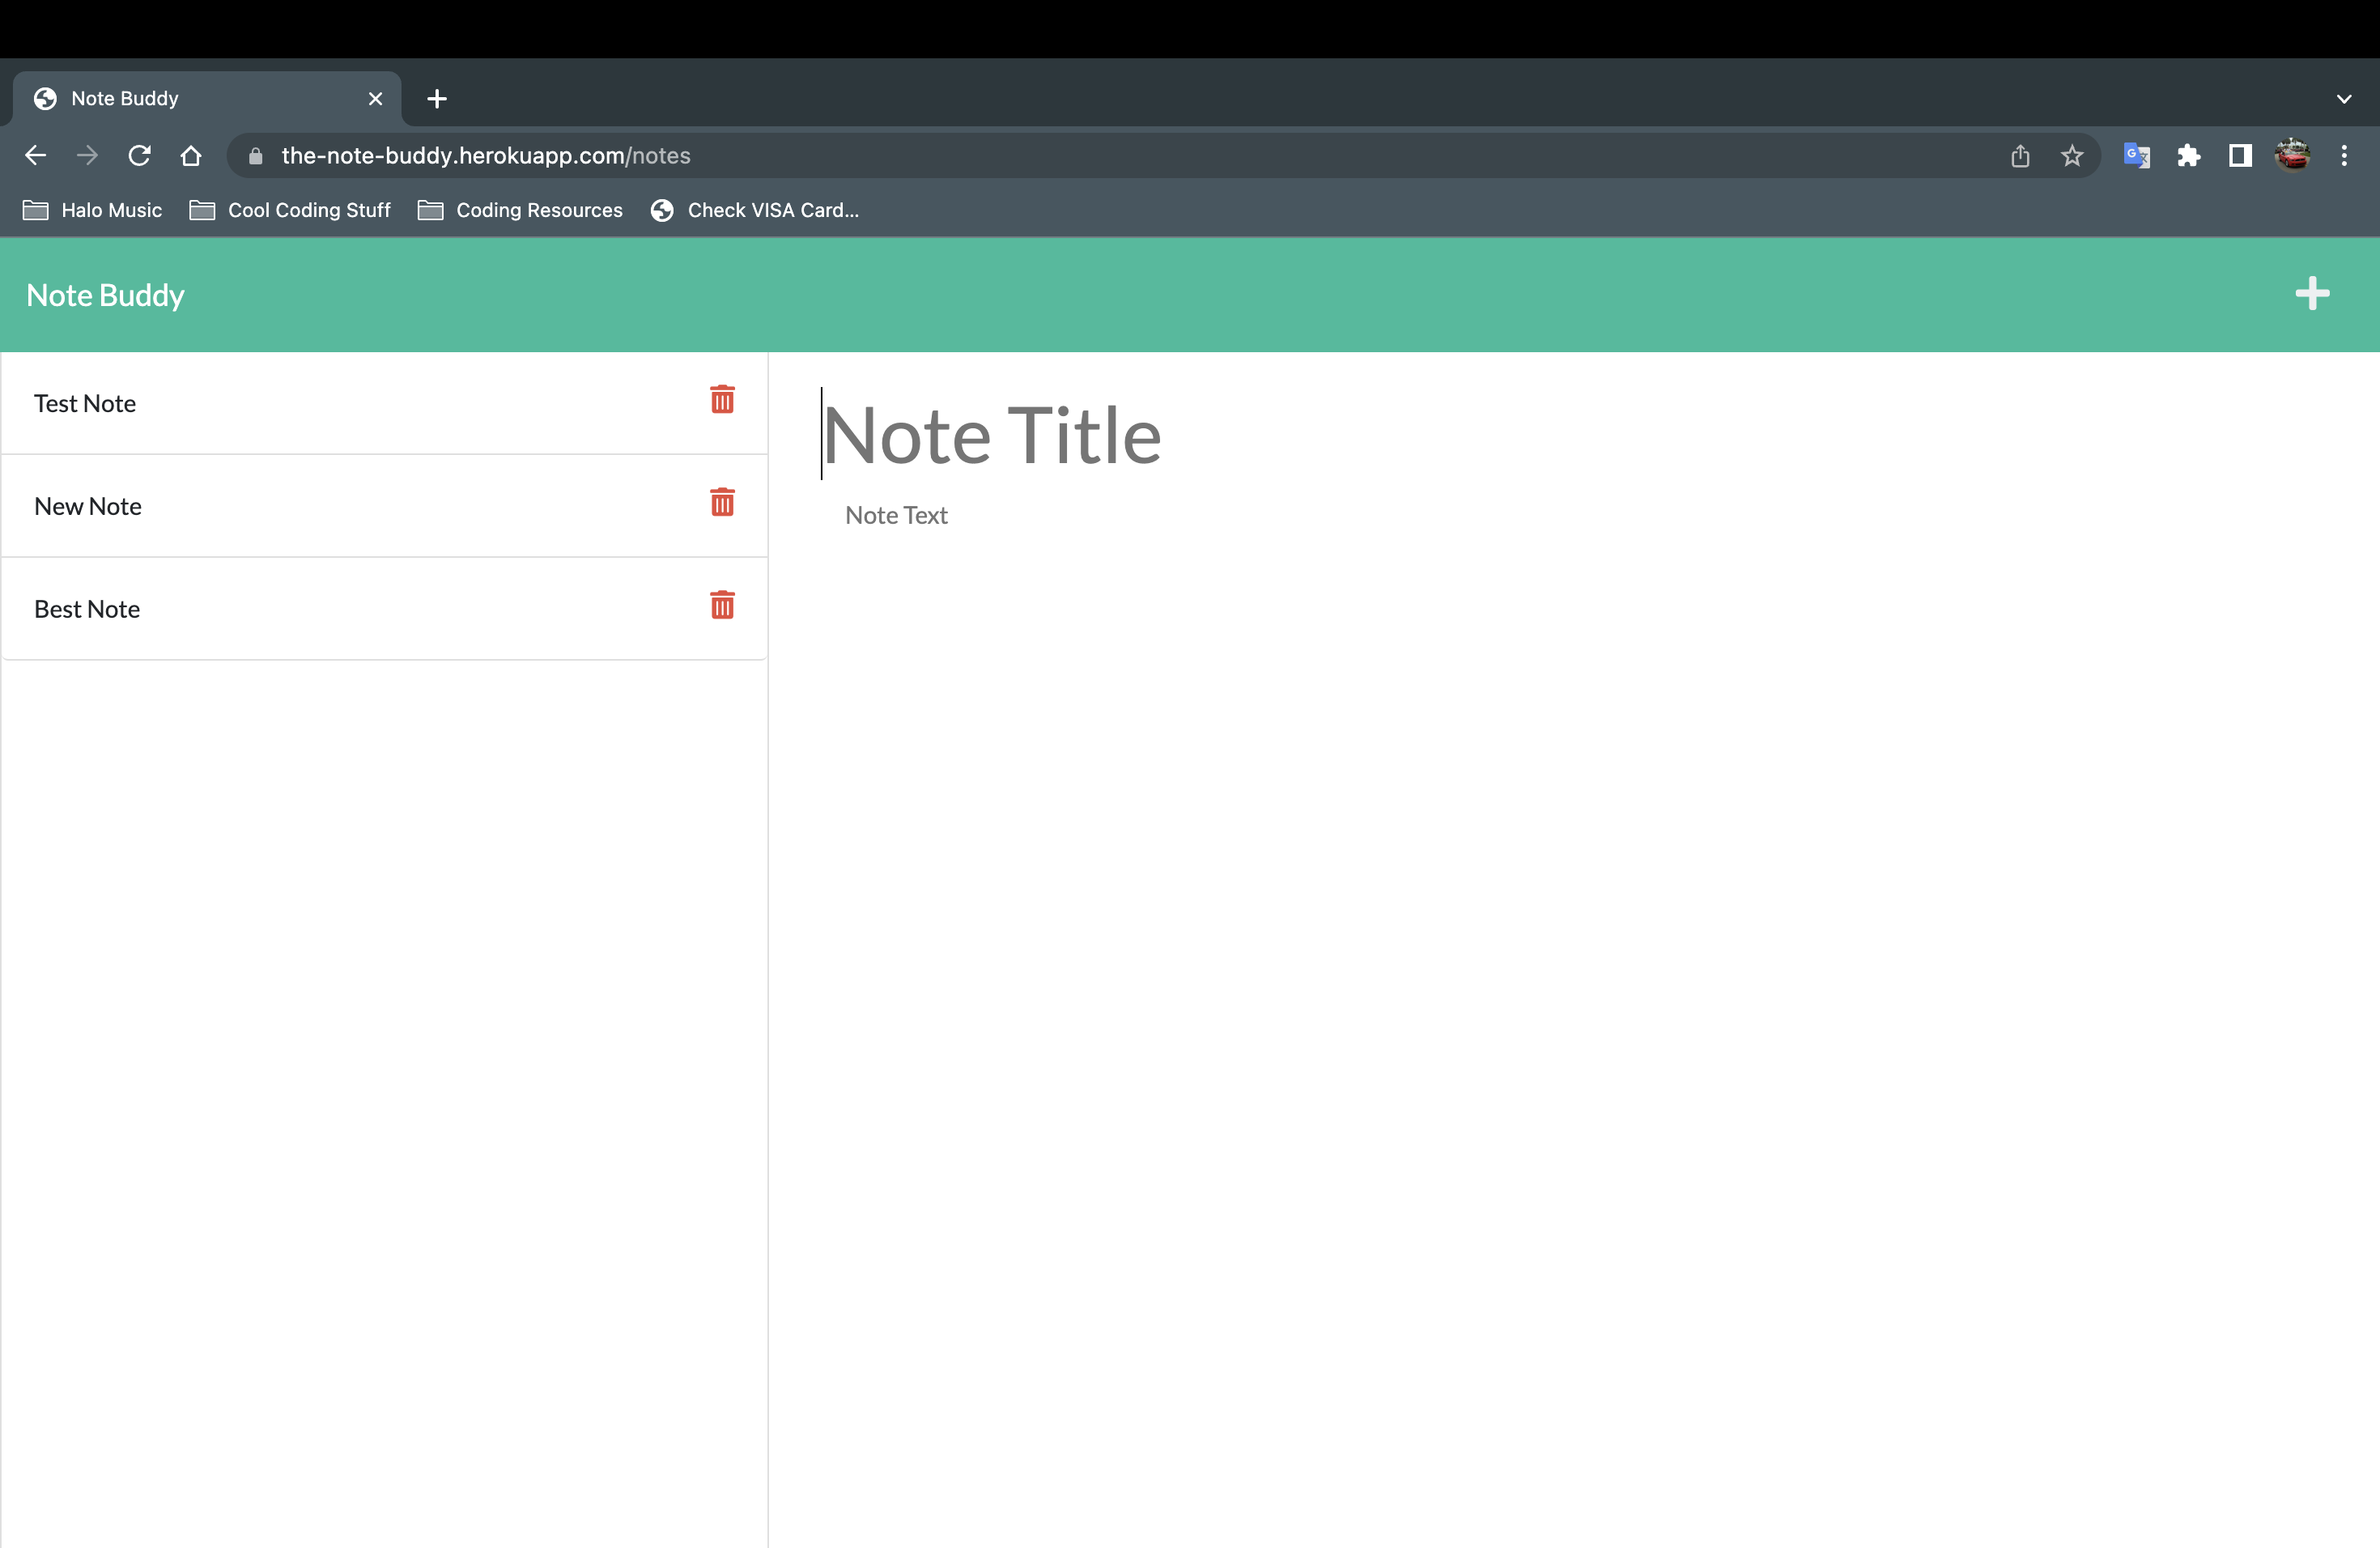 Note Buddy
the-note-buddy.herokuapp.com/notes
Halo Music Cool Coding Stuff Coding Resources Check VISA Card...
Note Buddy
Test Note
New Note
Best Note
Note Title
Note Text